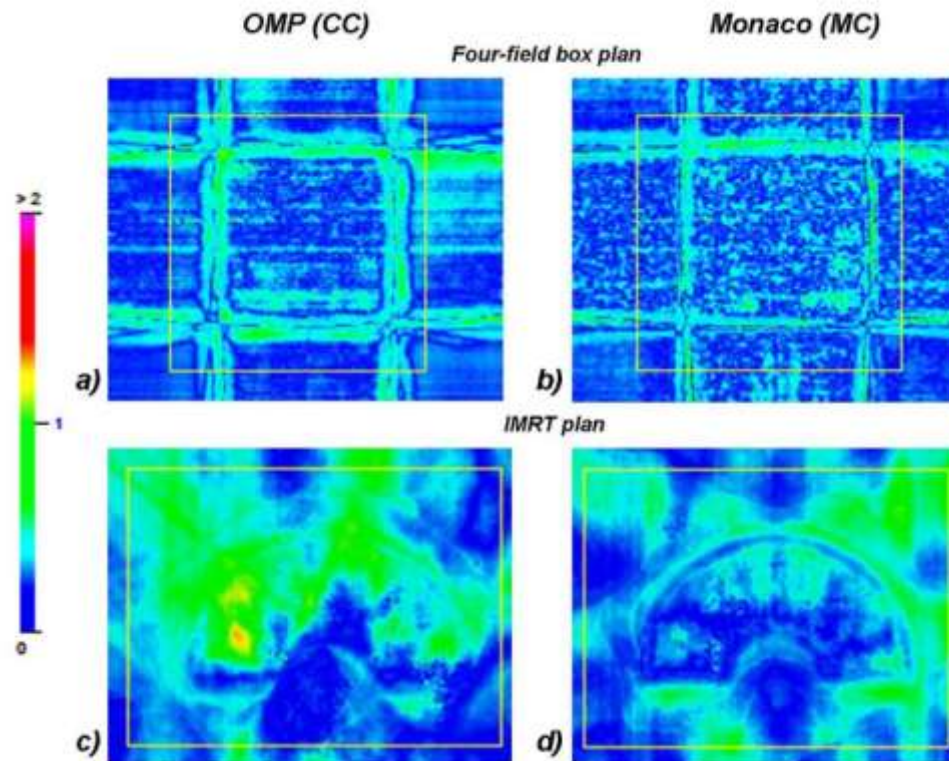 OMP (CC)
Monaco (MC)
Four-field box plan
> 2
1
0
a)
b)
IMRT plan
c)
d)